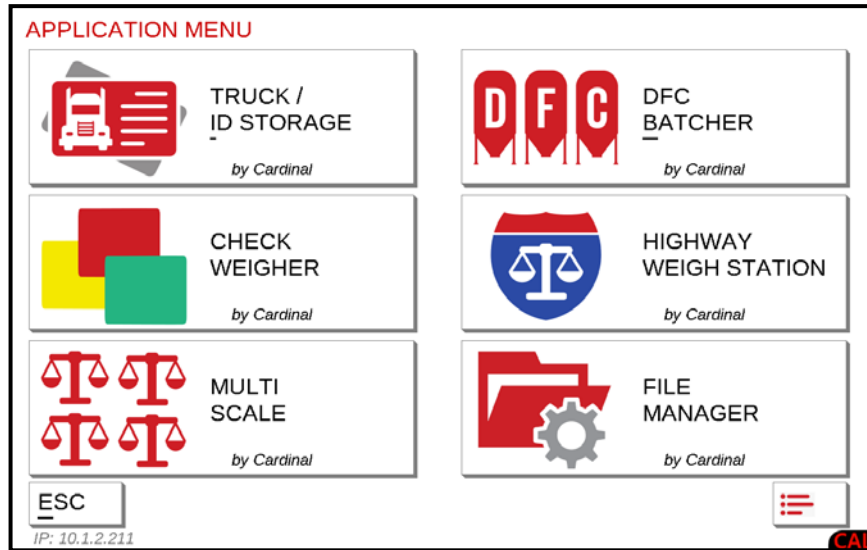 APPLICATION MENU
TRUCK /
ID STORAGE
by Cardinal
DFC
DFC
BATCHER
by Cardinal
CHECK
WEIGHER
by Cardinal
HIGHWAY
WEIGH STATION
by Cardinal
MULTI
SCALE
by Cardinal
FILE
MANAGER
by Cardinal
ESC
IP: 10.1.2.211